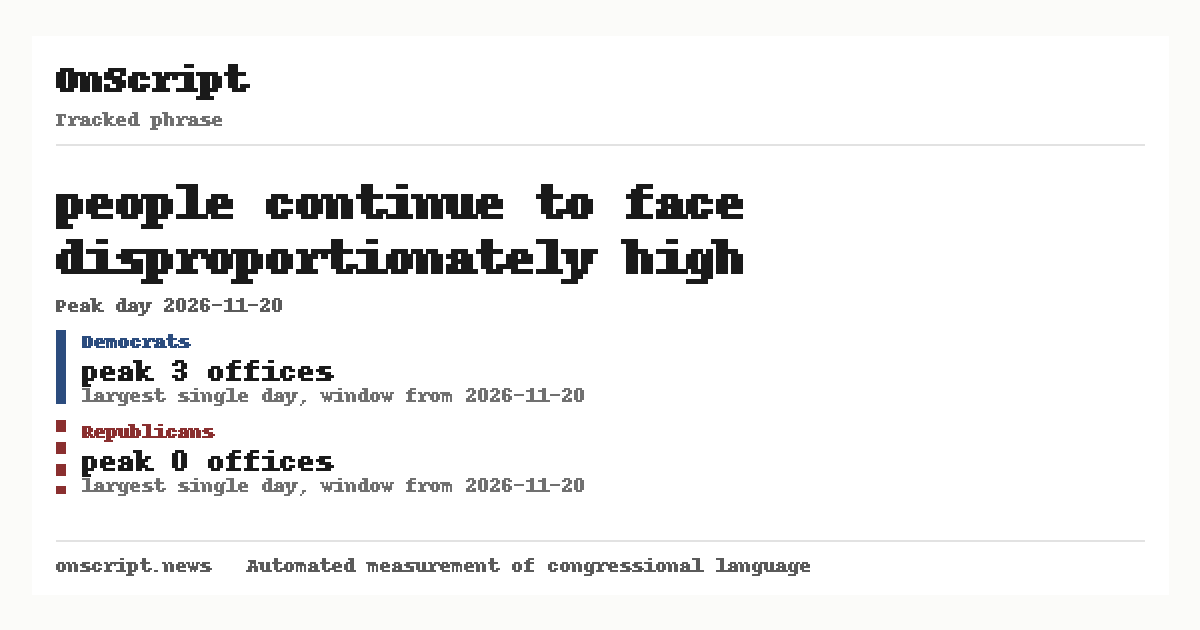 OnScript
Tracked phrase
people continue to face
disproportionately high
Peak day 2026-11-20
Democrats
peak 3 offices
largest single day, window from 2026-11-20
Republicans
peak 0 offices
largest single day, window from 2026-11-20
onscript.news Automated measurement of congressional language